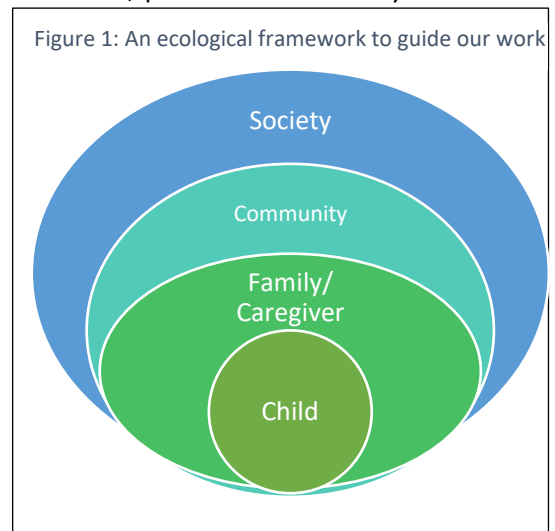 Figure 1: An ecological framework to guide our work
Society
Community
Family/
Caregiver
Child